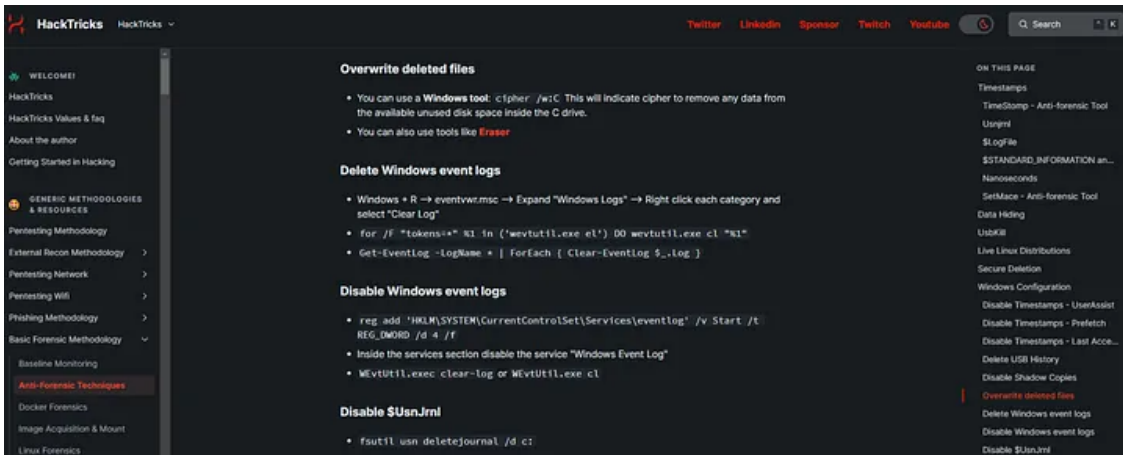 HackTricks
HackTricks
Twitter
Linkedin
Sponsor
Twitch
Youtube
Search
K
WELCOME!
HackTricks
HackTricks Values & faq
About the author
Getting Started in Hacking
GENERIC METHODOLOGIES
& RESOURCES
Pentesting Methodology
External Recon Methodology
Pentesting Network
Pentesting Wifi
Phishing Methodology
Basic Forensic Methodology
Baseline Monitoring
Anti-Forensic Techniques
Docker Forensics
Image Acquisition & Mount
Linux Forensics
Overwrite deleted files
• You can use a Windows tool: cipher /w:C This will indicate cipher to remove any data from
the available unused disk space inside the C drive.
• You can also use tools like Eraser
Delete Windows event logs
• Windows + R --> eventvwr.msc --> Expand "Windows Logs" --> Right click each category and
select "Clear Log"
• for /F "tokens=*" %1 in ('wevtutil.exe el') DO wevtutil.exe cl "%1"
• Get-EventLog -LogName * | ForEach { Clear-EventLog $_.Log }
Disable Windows event logs
• reg add 'HKLM\SYSTEM\CurrentControlSet\Services\eventlog' /v Start /t
REG_DWORD /d 4 /f
• Inside the services section disable the service "Windows Event Log"
• WEvtUtil.exec clear-log or WEvtUtil.exe cl
Disable $UsnJrnl
• fsutil usn deletejournal /d c:
ON THIS PAGE
Timestamps
TimeStomp - Anti-forensic Tool
Usnjrnl
$LogFile
$STANDARD_INFORMATION an...
Nanoseconds
SetMace - Anti-forensic Tool
Data Hiding
UsbKill
Live Linux Distributions
Secure Deletion
Windows Configuration
Disable Timestamps - UserAssist
Disable Timestamps - Prefetch
Disable Timestamps - Last Acce...
Delete USB History
Disable Shadow Copies
Overwrite deleted files
Delete Windows event logs
Disable Windows event logs
Disable $UsnJrnl